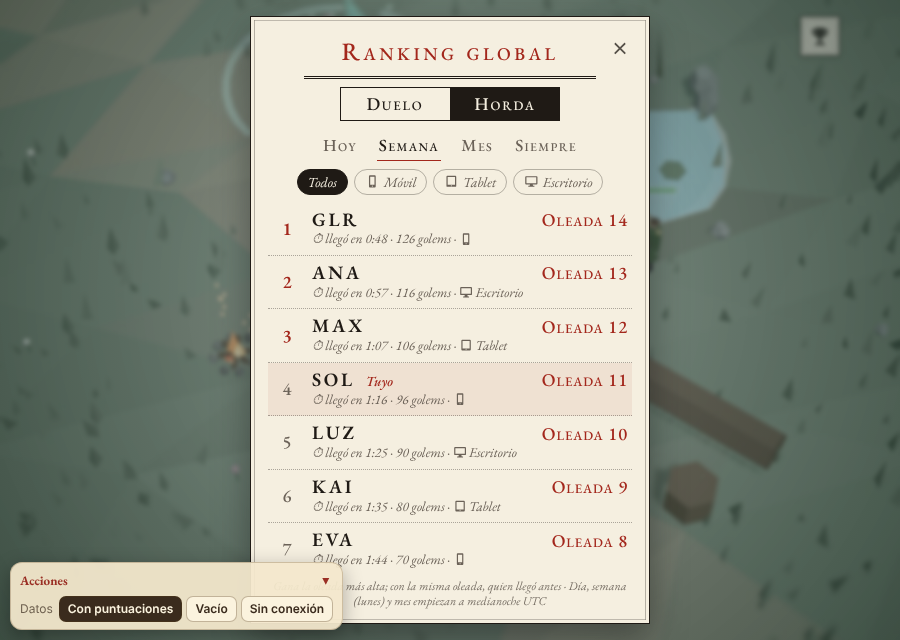 Ranking global
Duelo Horda
Hoy Semana Mes Siempre
Todos Móvil Tablet Escritorio
1 GLR Oleada 14
llegó en 0:48 · 126 golems ·
2 ANA Oleada 13
llegó en 0:57 · 116 golems · Escritorio
3 MAX Oleada 12
llegó en 1:07 · 106 golems · Tablet
4 SOL Tuyo Oleada 11
llegó en 1:16 · 96 golems ·
5 LUZ Oleada 10
llegó en 1:25 · 90 golems · Escritorio
6 KAI Oleada 9
llegó en 1:35 · 80 golems · Tablet
7 EVA Oleada 8
llegó en 1:44 · 70 golems ·
más alta; con la misma oleada, quien llegó antes · Día, semana
(lunes) y mes empiezan a medianoche UTC
Acciones
Datos Con puntuaciones Vacío Sin conexión